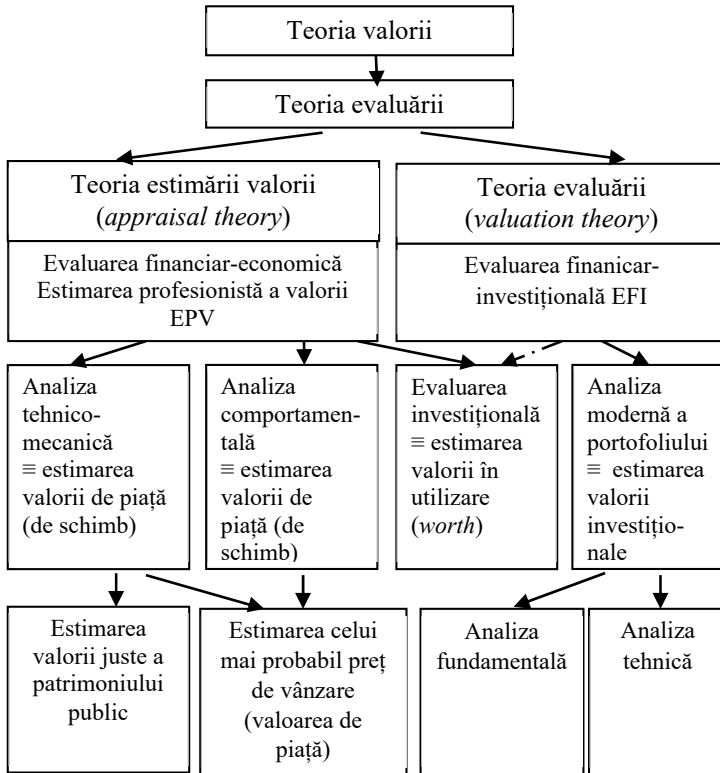 Teoria valorii
Teoria evaluării
Teoria estimării valorii
(appraisal theory)
Evaluarea financiar-economică
Estimarea profesionistă a valorii
EPV
Teoria evaluării
(valuation theory)
Evaluarea finanicar-
investițională EFI
Analiza
tehnico-
mecanică
≡ estimarea
valorii de piață
(de schimb)
Analiza
comportamen-
tală
≡ estimarea
valorii de
piață (de
schimb)
Evaluarea
investițională
≡ estimarea
valorii în
utilizare
(worth)
Analiza
modernă a
portofoliului
≡ estimarea
valorii
investițio-
nale
Estimarea
valorii juste a
patrimoniului
public
Estimarea celui
mai probabil preț
de vânzare
(valoarea de
piață)
Analiza
fundamentală
Analiza
tehnică